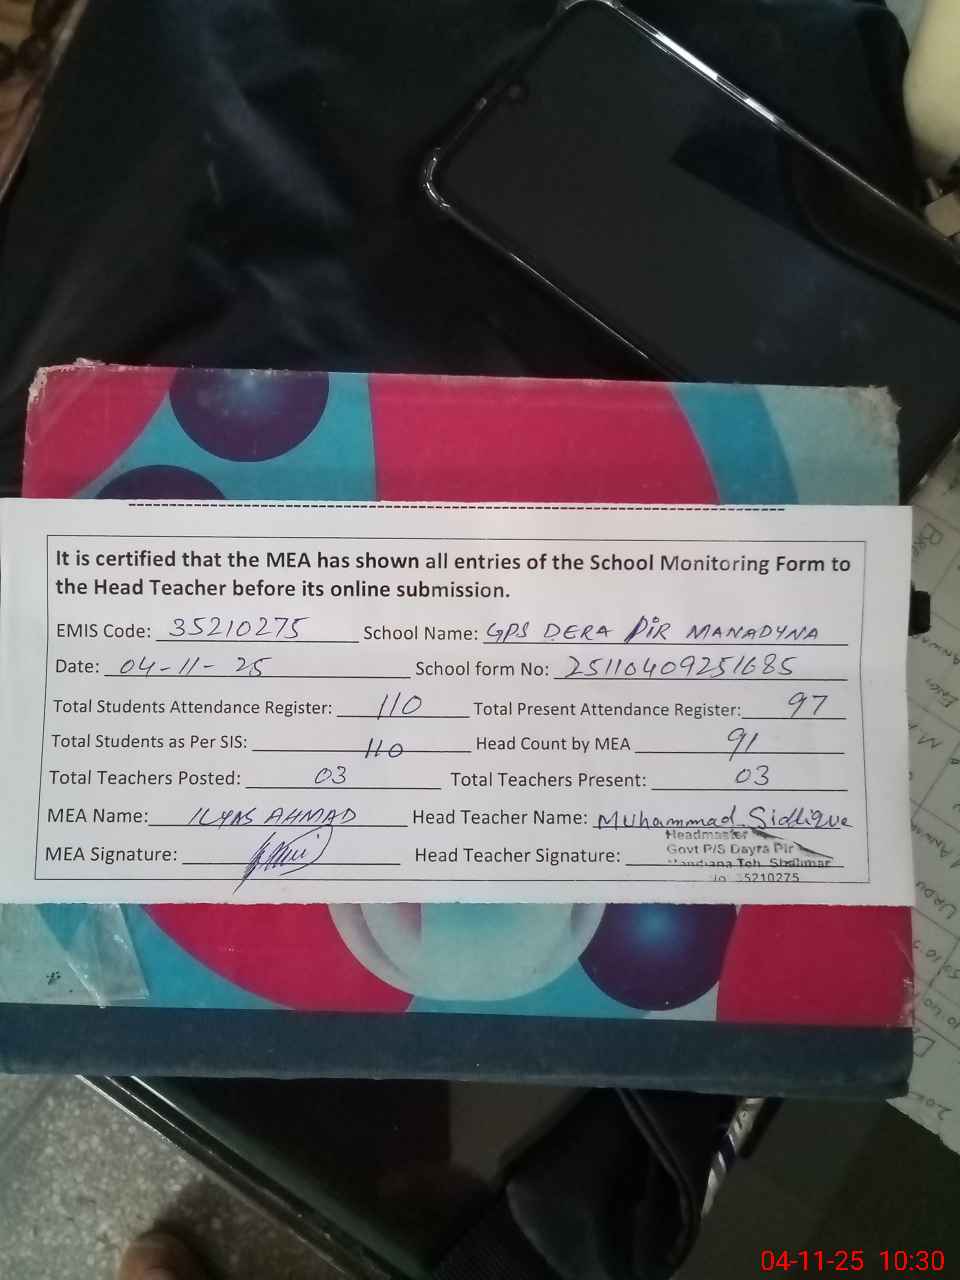 It is certified that the MEA has shown all entries of the School Monitoring Form to
the Head Teacher before its online submission.
EMIS Code: 35210275 School Name: GPS DERA PIR MANADYNA
Date: 04-11-25 School form No: 25110409251685
Total Students Attendance Register: 110 Total Present Attendance Register: 97
Total Students as Per SIS: 110 Head Count by MEA 91
Total Teachers Posted: 03 Total Teachers Present: 03
MEA Name: ILYAS AHMAD Head Teacher Name: Muhammad Siddique
MEA Signature: Head Teacher Signature:
Headmaster
Govt P/S Dayra Pir
Teh. Shalimar
5210275
04-11-25 10:30